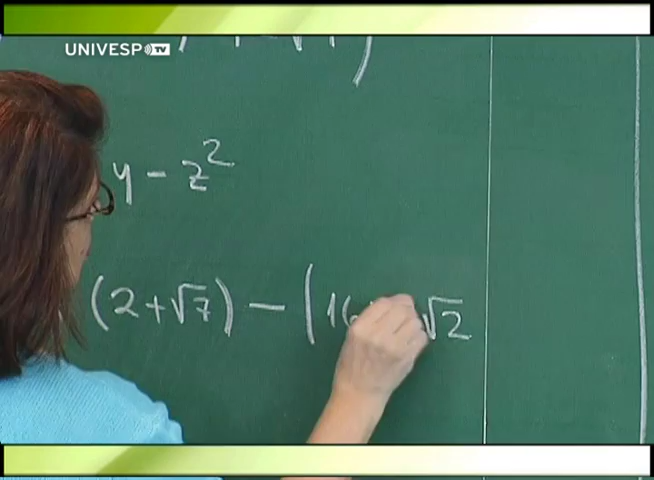 UNIVESP TV
y - z²
(2 + √7) - (16 √2